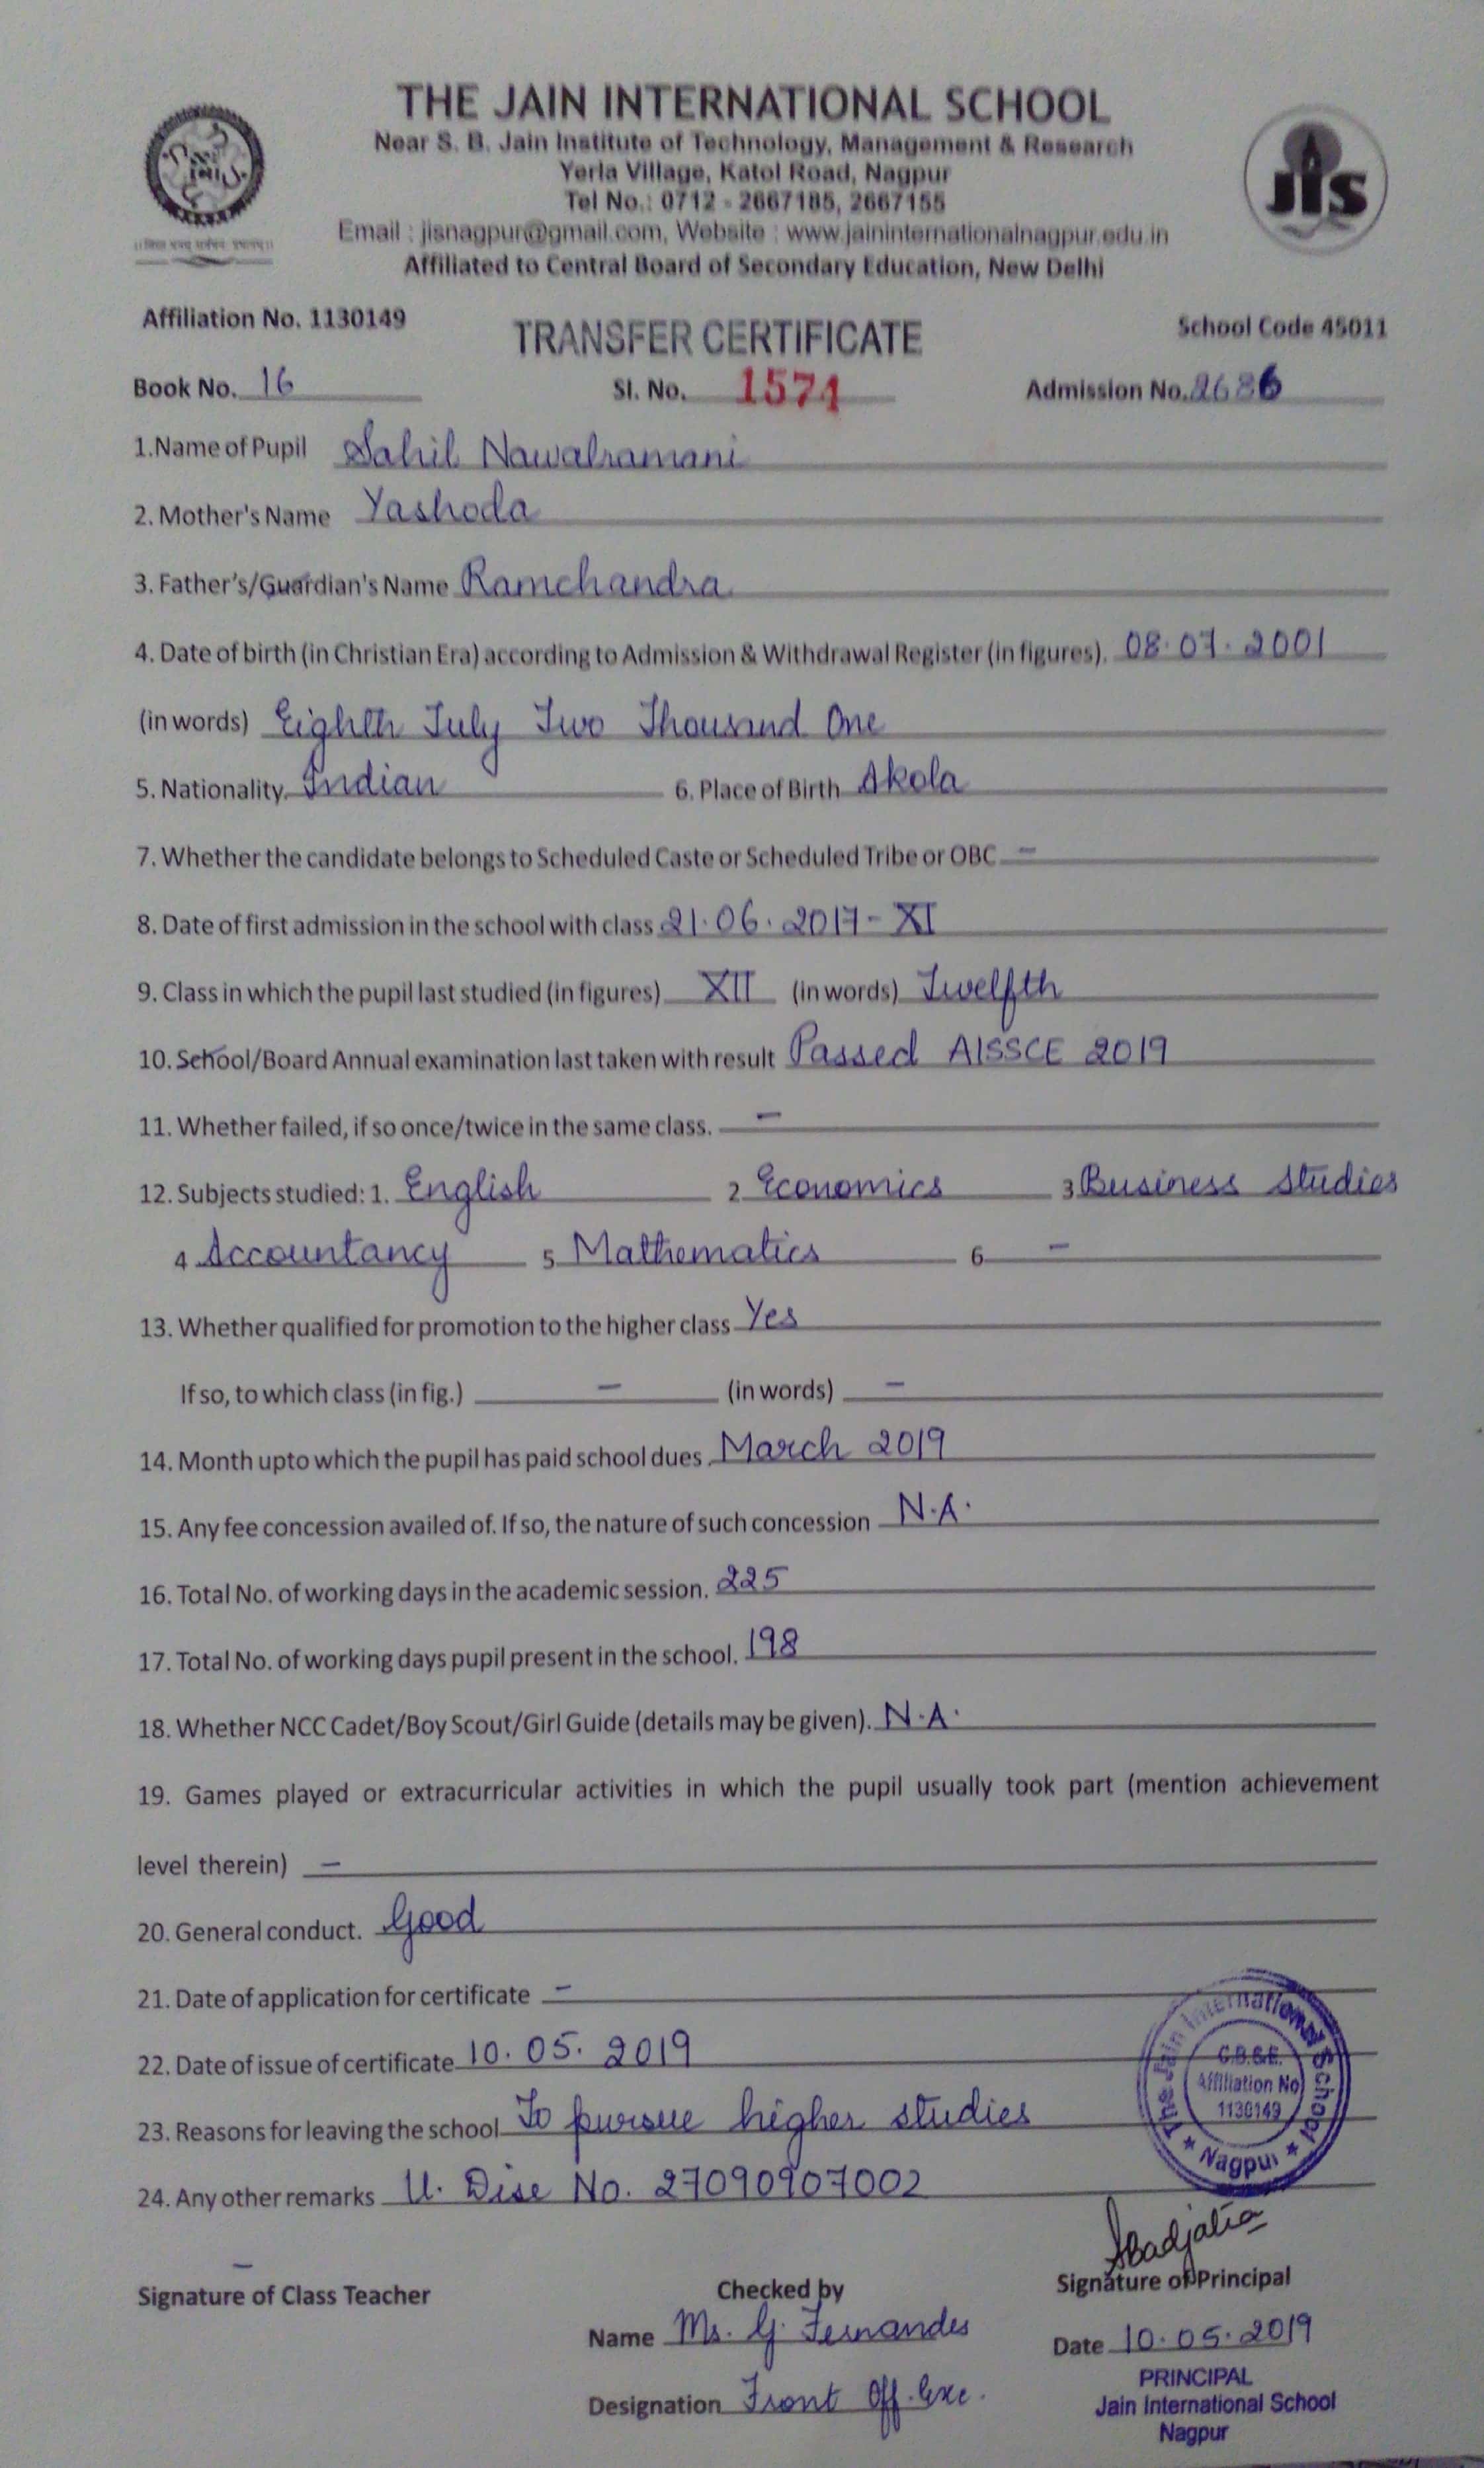 THE JAIN INTERNATIONAL SCHOOL
Near S. B. Jain Institute of Technology, Management & Research
Yerla Village, Katol Road, Nagpur
Tel No.: 0712 - 2667185, 2667155
Email : jisnagpur@gmail.com, Website : www.jaininternationalnagpur.edu.in
Affiliated to Central Board of Secondary Education, New Delhi
JIS
Affiliation No. 1130149 TRANSFER CERTIFICATE School Code 45011
Book No. 16 Sl. No. 1574 Admission No. 2686
1.Name of Pupil Sahil Nawalramani
2. Mother's Name Yashoda
3. Father's/Guardian's Name Ramchandra
4. Date of birth (in Christian Era) according to Admission & Withdrawal Register (in figures). 08.07.2001
(in words) Eighth July Two Thousand One
5. Nationality. Indian 6. Place of Birth Akola
7. Whether the candidate belongs to Scheduled Caste or Scheduled Tribe or OBC –
8. Date of first admission in the school with class 21.06.2017 - XI
9. Class in which the pupil last studied (in figures) XII (in words) Twelfth
10. School/Board Annual examination last taken with result Passed AISSCE 2019
11. Whether failed, if so once/twice in the same class. –
12. Subjects studied: 1. English 2 Economics 3 Business Studies
4 Accountancy 5 Mathematics 6 –
13. Whether qualified for promotion to the higher class Yes
If so, to which class (in fig.) – (in words) –
14. Month upto which the pupil has paid school dues March 2019
15. Any fee concession availed of. If so, the nature of such concession N.A.
16. Total No. of working days in the academic session. 225
17. Total No. of working days pupil present in the school. 198
18. Whether NCC Cadet/Boy Scout/Girl Guide (details may be given). N.A.
19. Games played or extracurricular activities in which the pupil usually took part (mention achievement
level therein) –
20. General conduct. Good
21. Date of application for certificate –
22. Date of issue of certificate 10.05.2019
23. Reasons for leaving the school To pursue higher studies
24. Any other remarks U. Dise No. 27090907002
The Jain International School
C.B.S.E.
Affiliation No
1130149
★ Nagpur ★
–
Signature of Class Teacher Checked by Signature of Principal
Name Ms. G. Fernandes Date 10.05.2019
Designation Front Off. Exe.
PRINCIPAL
Jain International School
Nagpur